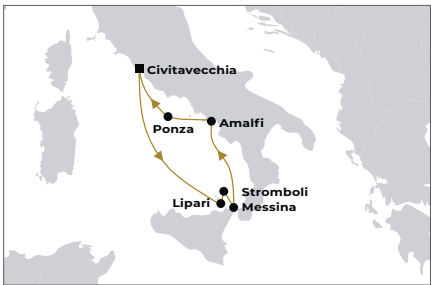 Civitavecchia
Ponza
Amalfi
Stromboli
Lipari
Messina